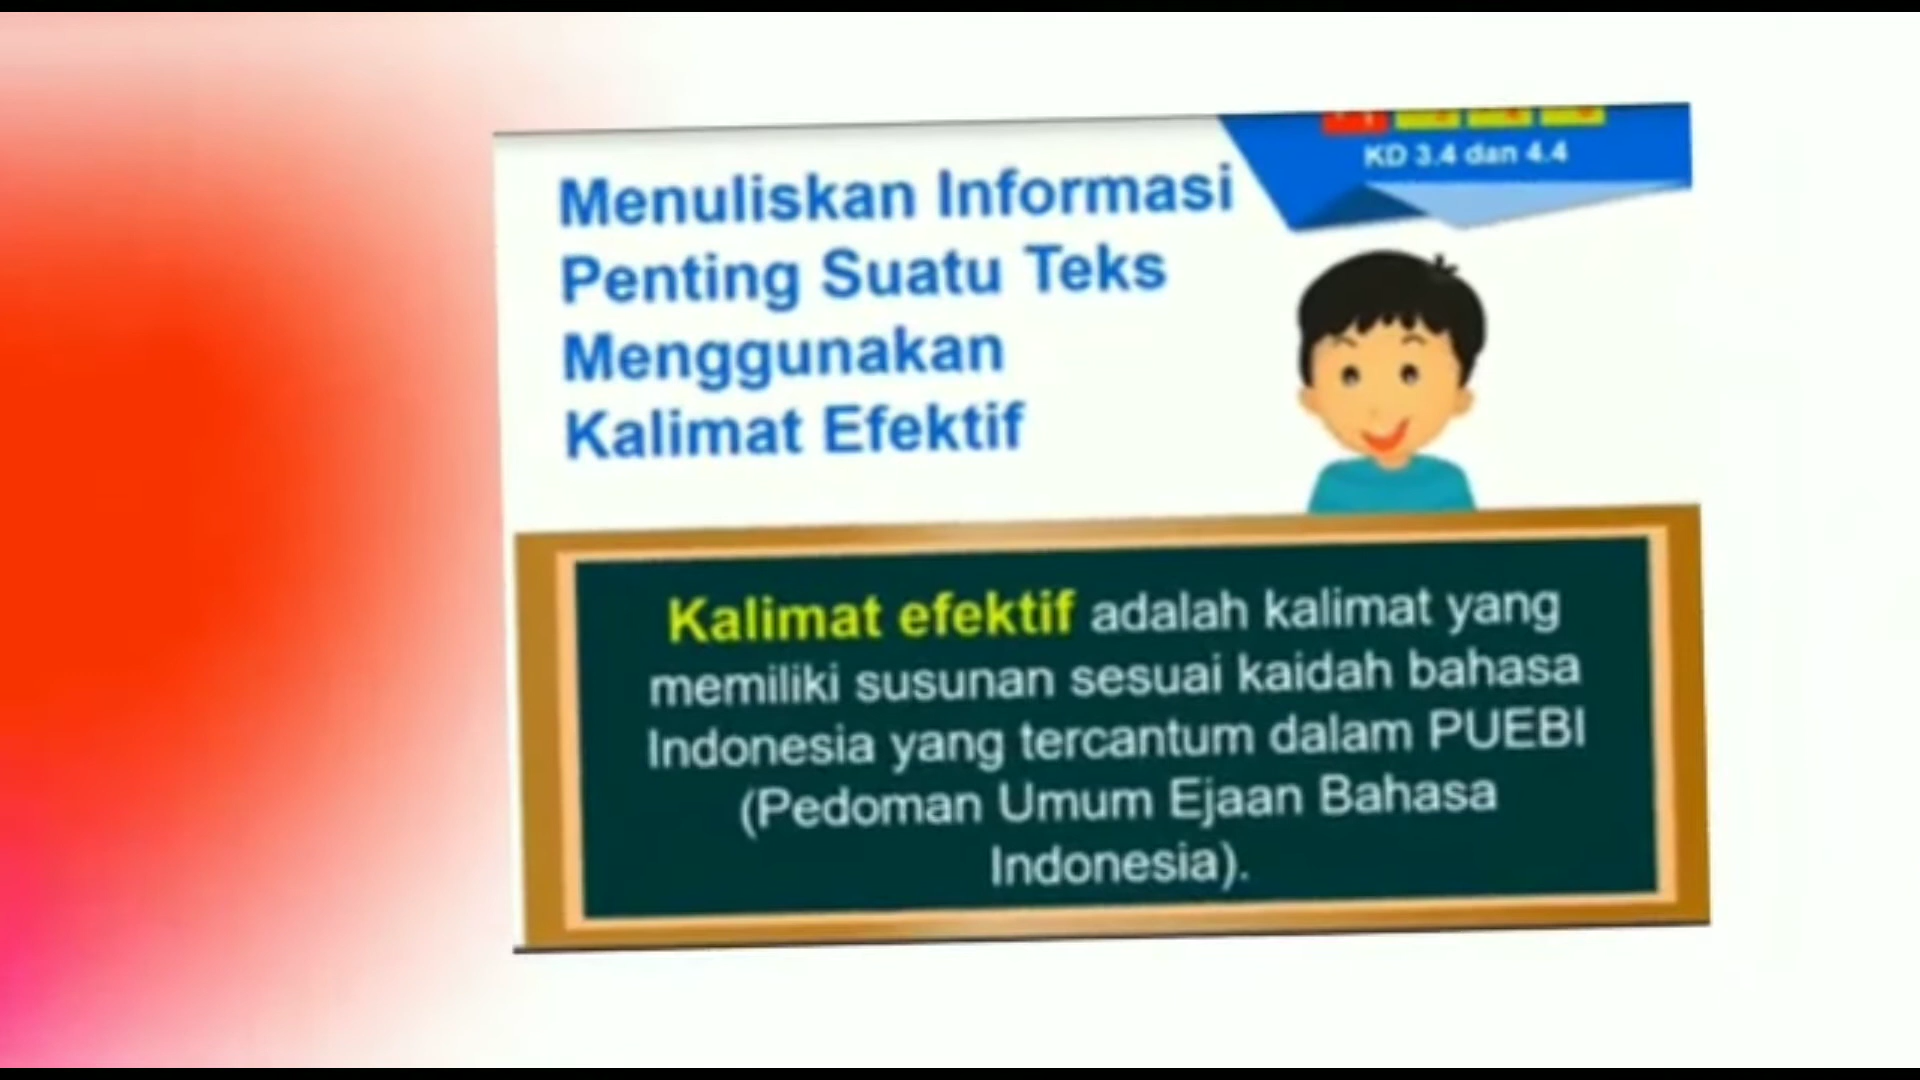 KD 3.4 dan 4.4
Menuliskan Informasi
Penting Suatu Teks
Menggunakan
Kalimat Efektif
Kalimat efektif adalah kalimat yang
memiliki susunan sesuai kaidah bahasa
Indonesia yang tercantum dalam PUEBI
(Pedoman Umum Ejaan Bahasa
Indonesia).